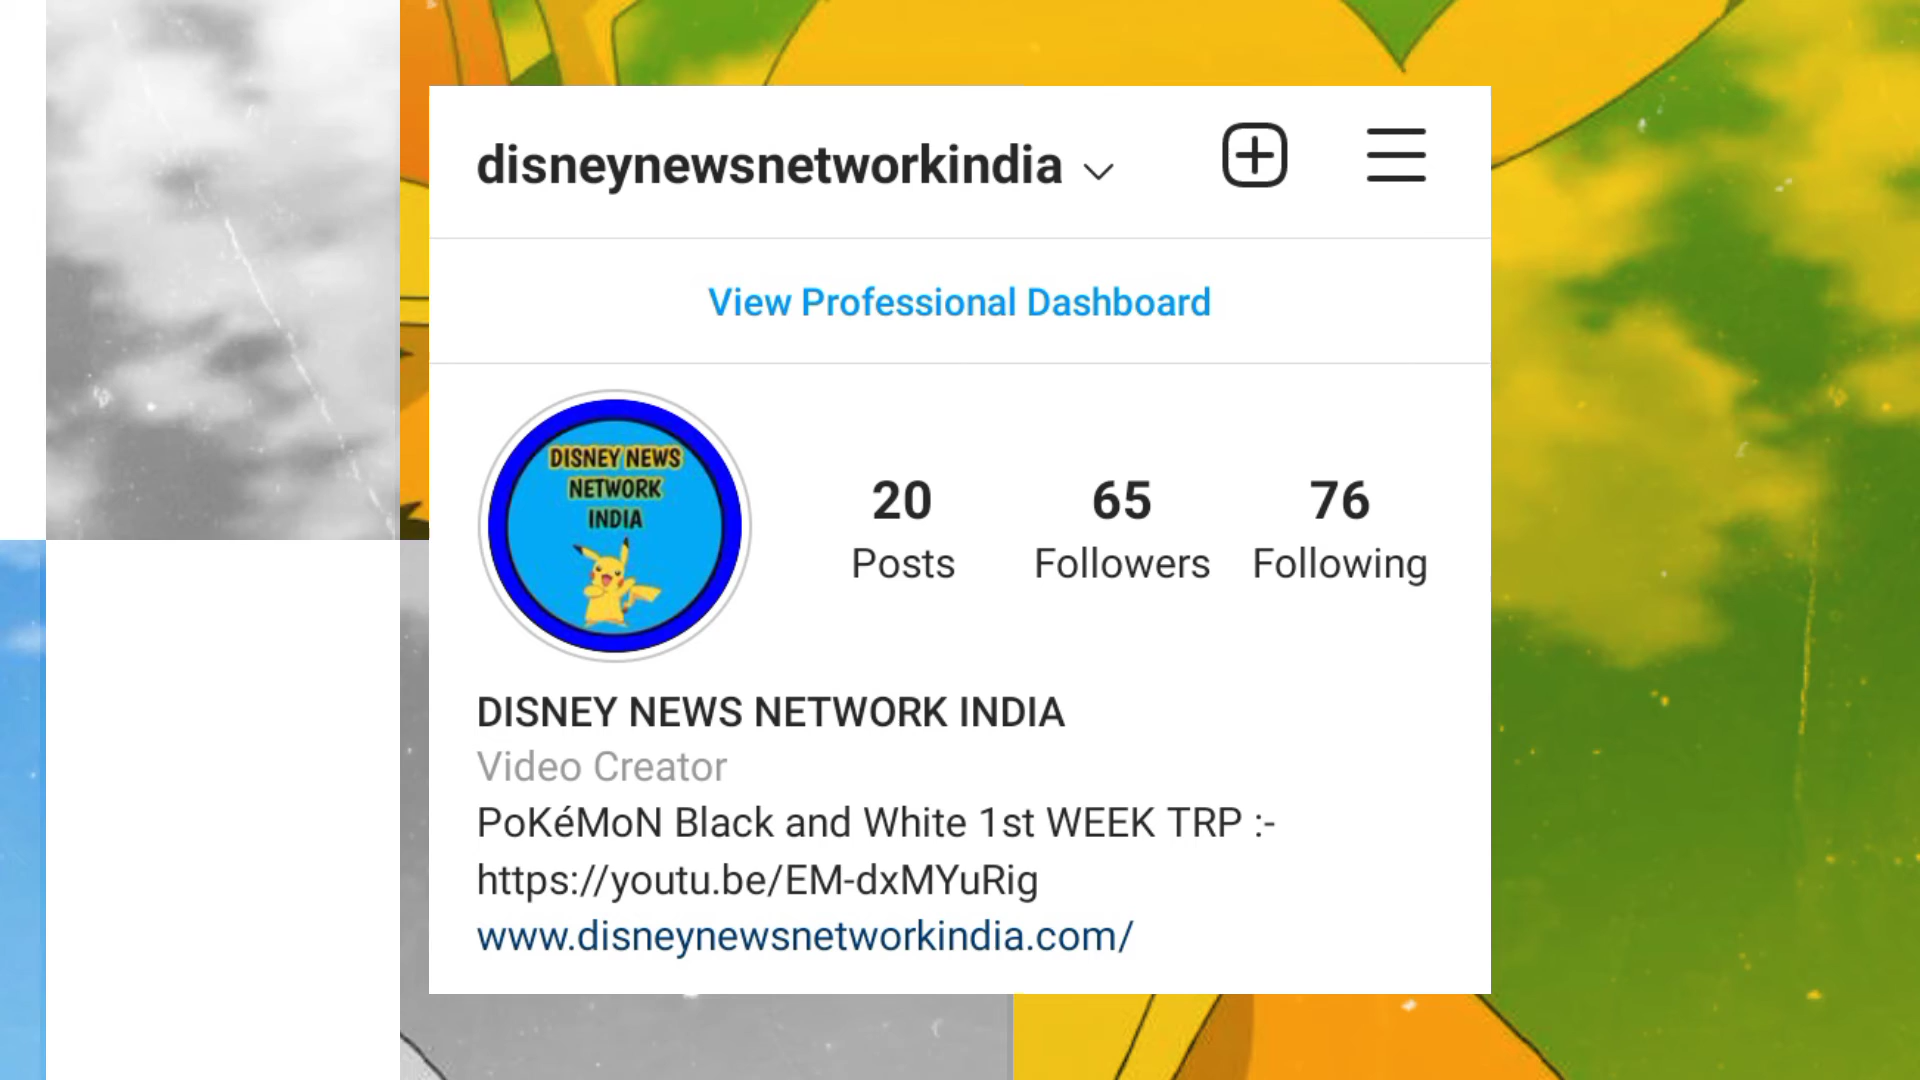 disneynewsnetworkindia
View Professional Dashboard
DISNEY NEWS
NETWORK
INDIA
20 65 76
Posts Followers Following
DISNEY NEWS NETWORK INDIA
Video Creator
PoKéMoN Black and White 1st WEEK TRP :-
https://youtu.be/EM-dxMYuRig
www.disneynewsnetworkindia.com/